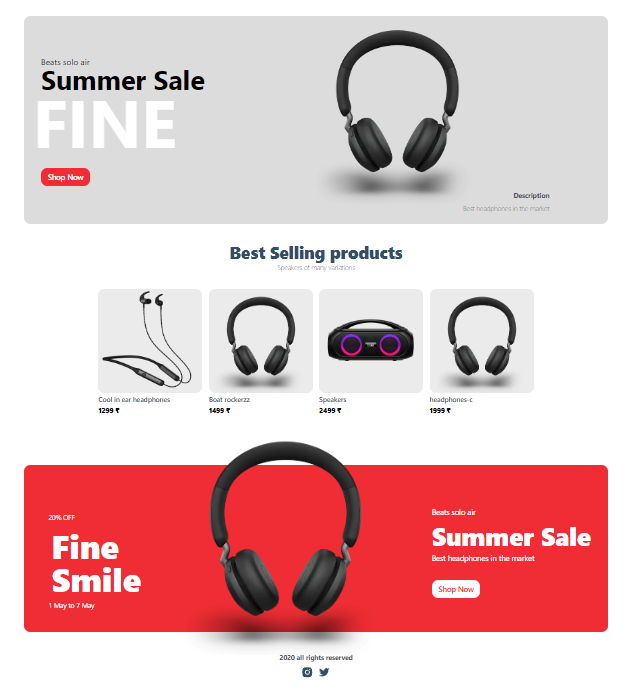 Beats solo air
Summer Sale
FINE
Shop Now
Description
Best headphones in the market
Best Selling products
Speakers of many variations
Cool in ear headphones
1299 ₹
Boat rockerzz
1499 ₹
Speakers
2499 ₹
headphones-c
1999 ₹
20% OFF
Fine
Smile
1 May to 7 May
Beats solo air
Summer Sale
Best headphones in the market
Shop Now
2020 all rights reserved